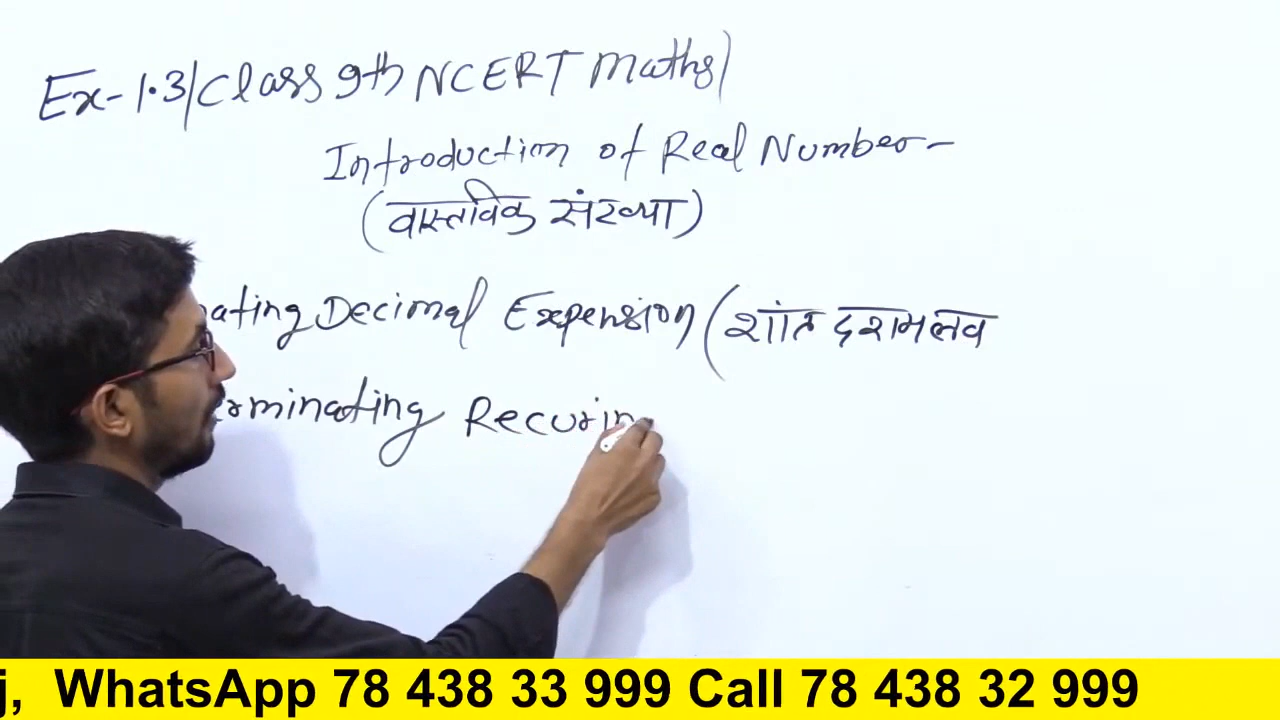 Ex-1.3/Class 9th NCERT Maths/
Introduction of Real Number-
(वास्तविक संख्या)
ating Decimal Expension (शांत दशमलव
rminating Recurin
j, WhatsApp 78 438 33 999 Call 78 438 32 999